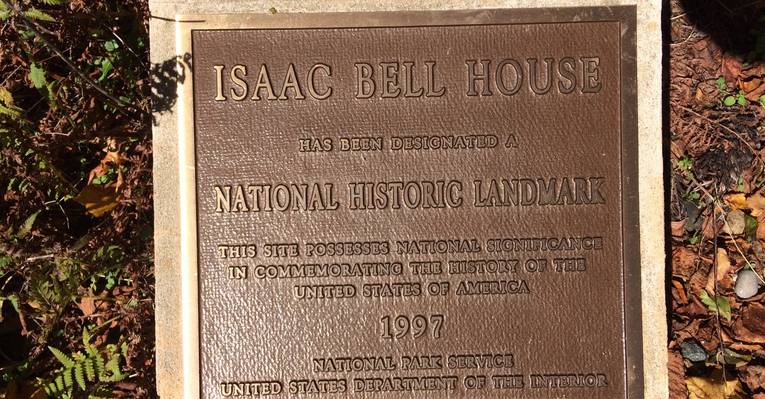 ISAAC BELL HOUSE
HAS BEEN DESIGNATED A
NATIONAL HISTORIC LANDMARK
THIS SITE POSSESSES NATIONAL SIGNIFICANCE
IN COMMEMORATING THE HISTORY OF THE
UNITED STATES OF AMERICA
1997
NATIONAL PARK SERVICE
UNITED STATES DEPARTMENT OF THE INTERIOR